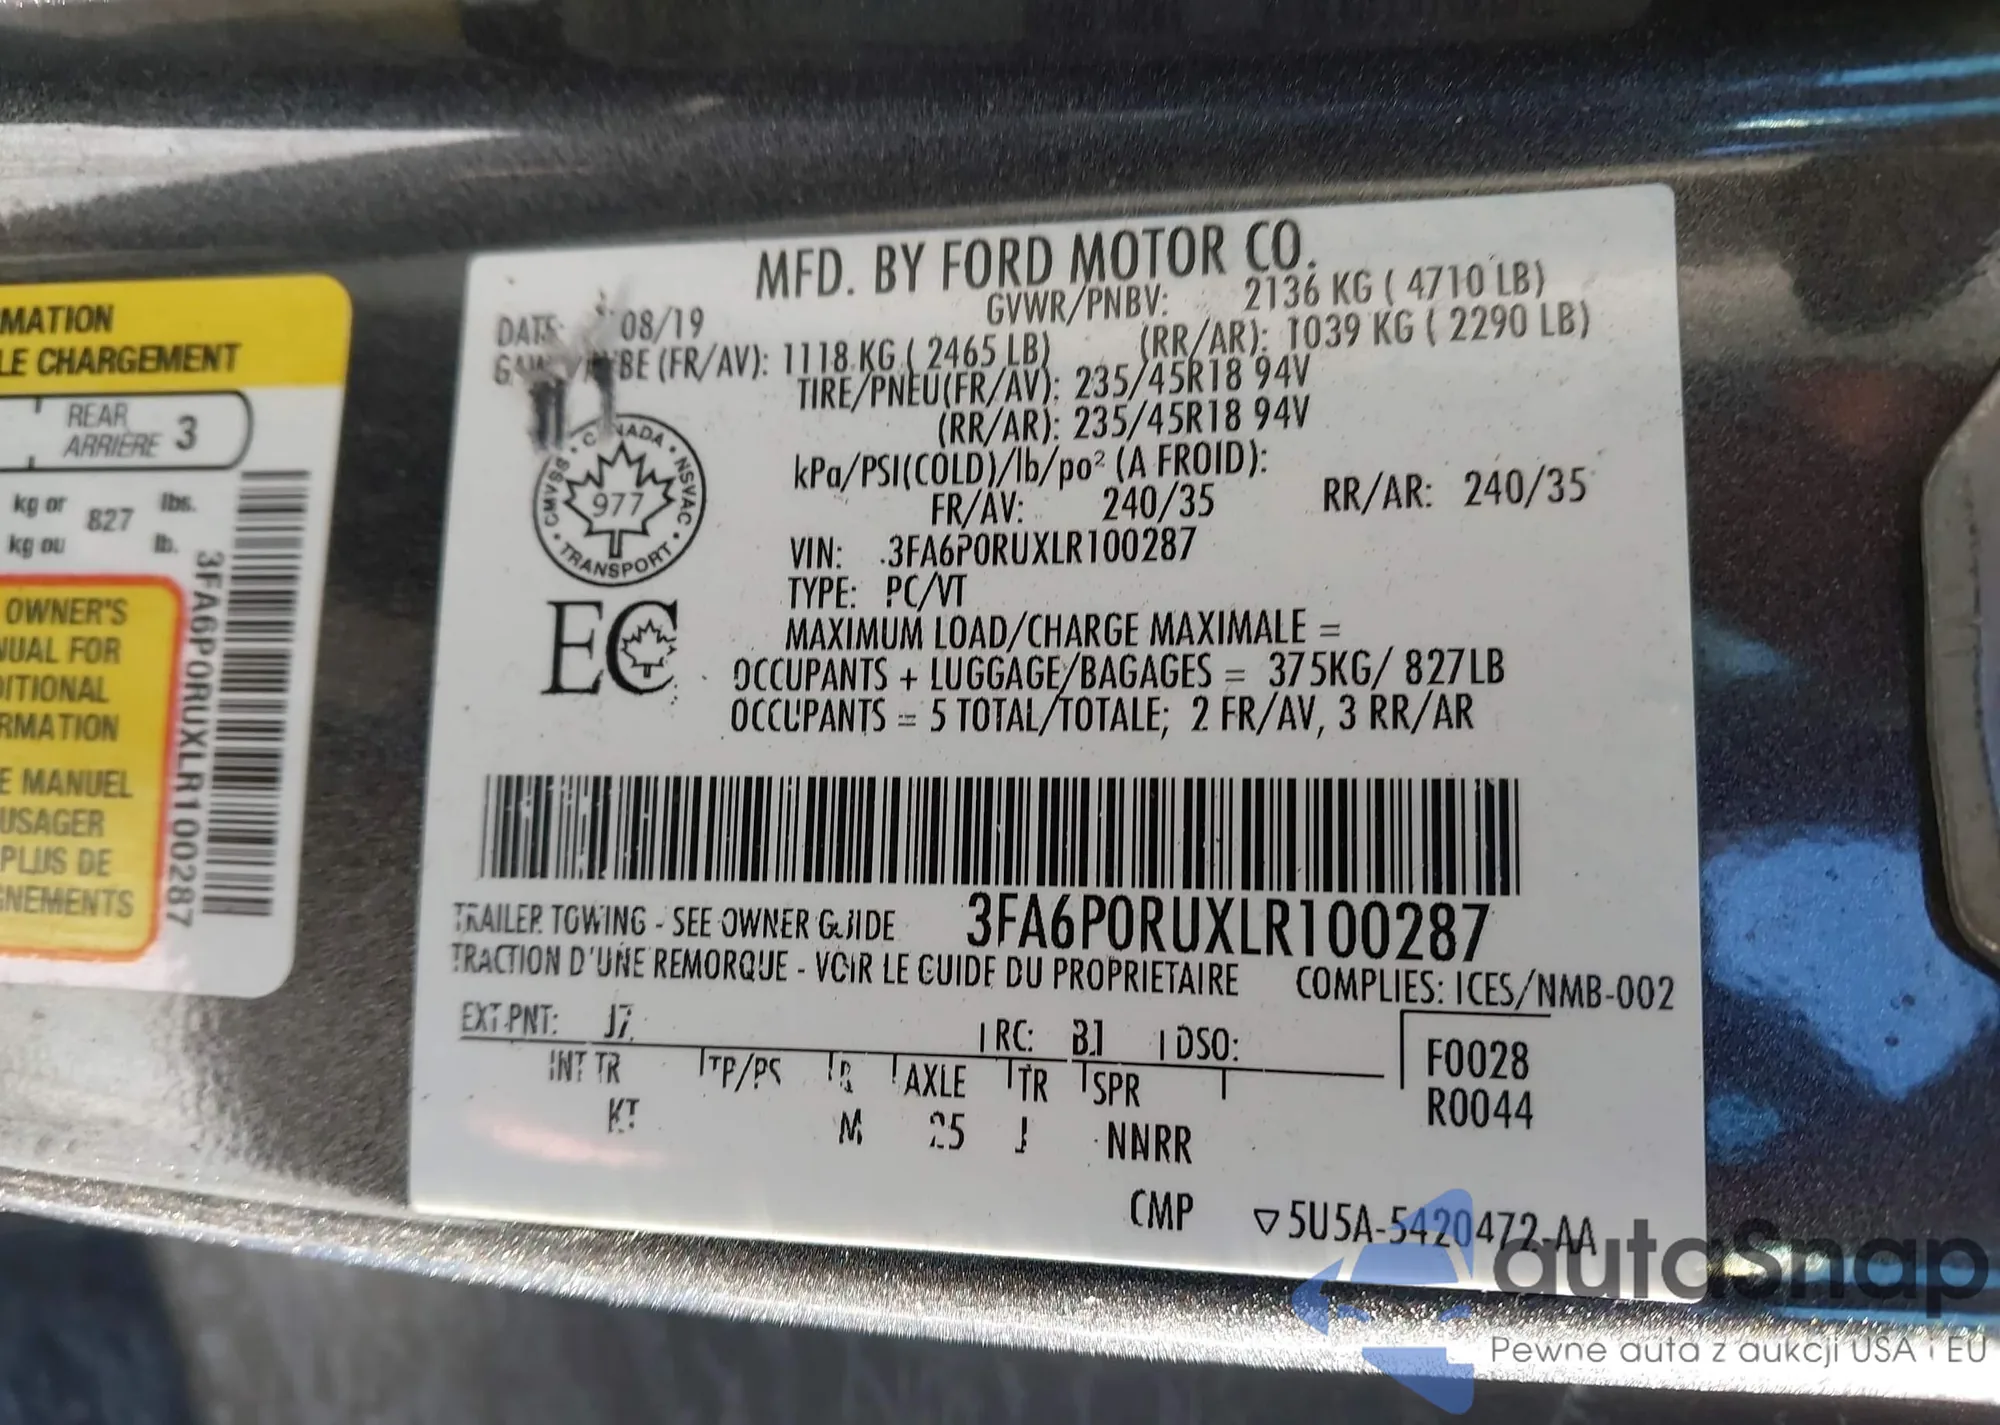 MATION
LE CHARGEMENT
REAR
ARRIÈRE 3
kg or 827 lbs.
kg ou lb.
3FA6P0RUXLR100287
OWNER'S
NUAL FOR
DITIONAL
RMATION
E MANUEL
USAGER
PLUS DE
GNEMENTS
MFD. BY FORD MOTOR CO.
DATE: 08/19 GVWR/PNBV: 2136 KG ( 4710 LB)
(FR/AV): 1118 KG ( 2465 LB) (RR/AR): 1039 KG ( 2290 LB)
TIRE/PNEU(FR/AV): 235/45R18 94V
(RR/AR): 235/45R18 94V
kPa/PSI(COLD)/lb/po² (A FROID):
FR/AV: 240/35 RR/AR: 240/35
CANADA • NSVAC • TRANSPORT • CMVSS
977
VIN: 3FA6P0RUXLR100287
TYPE: PC/VT
EC
MAXIMUM LOAD/CHARGE MAXIMALE =
OCCUPANTS + LUGGAGE/BAGAGES = 375KG/ 827LB
OCCUPANTS = 5 TOTAL/TOTALE; 2 FR/AV, 3 RR/AR
TRAILER TOWING - SEE OWNER GUIDE 3FA6P0RUXLR100287
TRACTION D'UNE REMORQUE - VOIR LE GUIDE DU PROPRIETAIRE COMPLIES: ICES/NMB-002
EXT PNT: J7 RC: DSO: F0028
INT TR TP/PS R AXLE TR SPR R0044
KT M J NNRR
CMP ▽5U5A-5420472-AA
autaSnap
Pewne auta z aukcji USA i EU